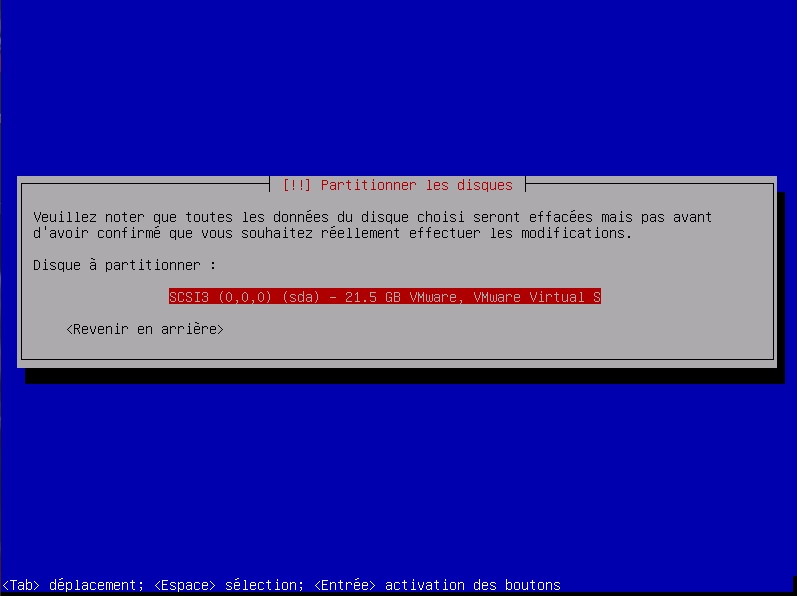 [!!] Partitionner les disques
Veuillez noter que toutes les données du disque choisi seront effacées mais pas avant
d'avoir confirmé que vous souhaitez réellement effectuer les modifications.
Disque à partitionner :
SCSI3 (0,0,0) (sda) - 21.5 GB VMware, VMware Virtual S
<Revenir en arrière>
<Tab> déplacement; <Espace> sélection; <Entrée> activation des boutons